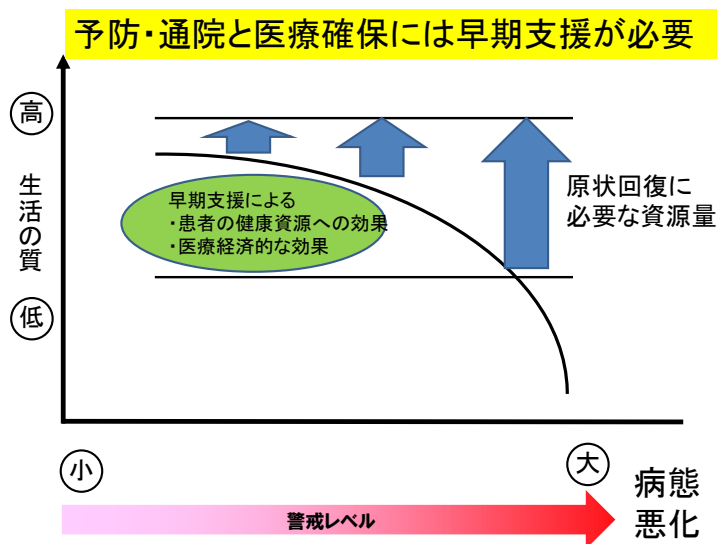 予防・通院と医療確保には早期支援が必要
高
生活の質
低
早期支援による
・患者の健康資源への効果
・医療経済的な効果
原状回復に
必要な資源量
小
大
病態
悪化
警戒レベル